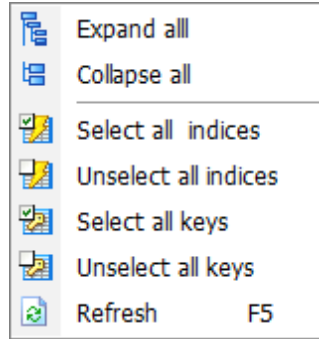 Expand alll
Collapse all
Select all  indices
Unselect all indices
Select all keys
Unselect all keys
Refresh F5